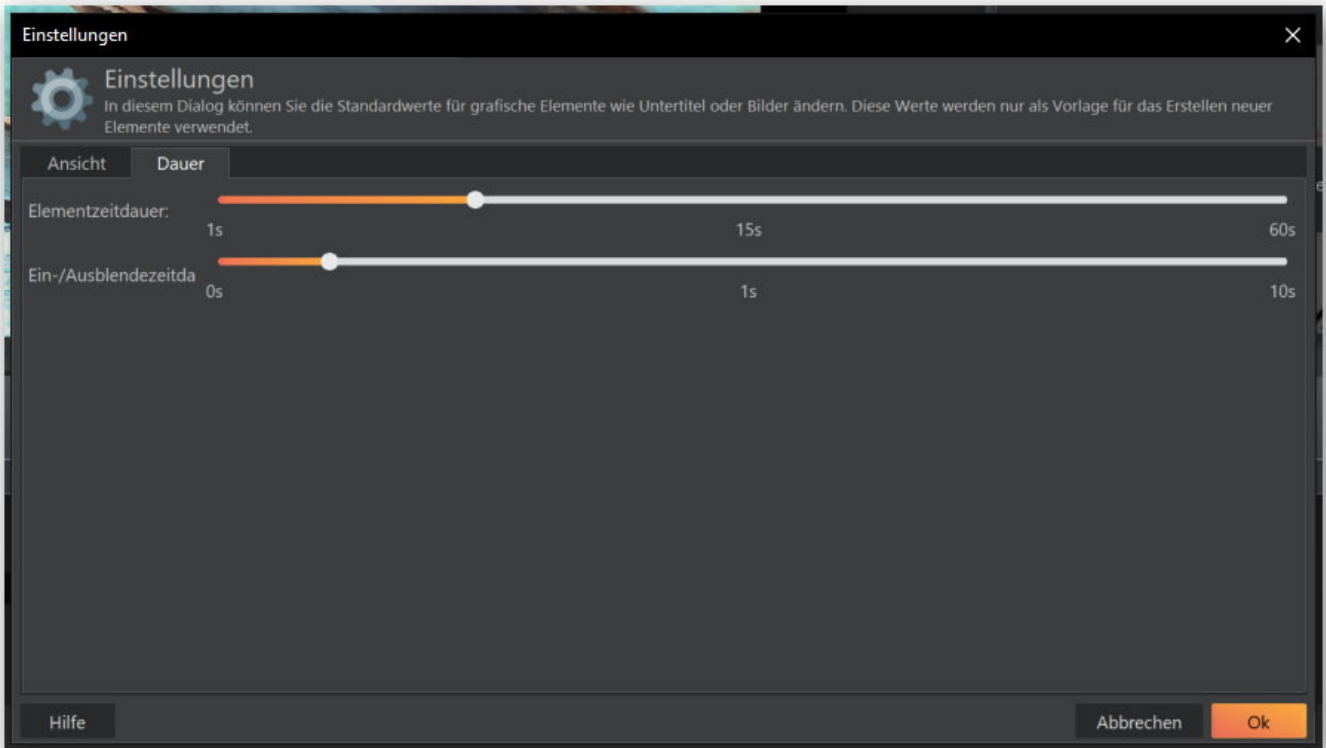 Einstellungen
Einstellungen
In diesem Dialog können Sie die Standardwerte für grafische Elemente wie Untertitel oder Bilder ändern. Diese Werte werden nur als Vorlage für das Erstellen neuer
Elemente verwendet.
Ansicht Dauer
Elementzeitdauer:
1s 15s 60s
Ein-/Ausblendezeitda
0s 1s 10s
Hilfe Abbrechen Ok